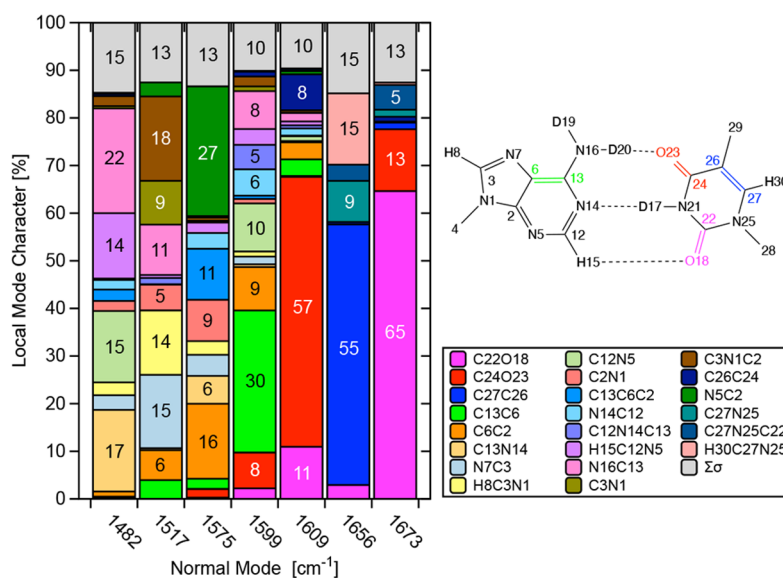 Local Mode Character [%]
100
90
80
70
60
50
40
30
20
10
0
15
22
14
15
17
13
18
9
11
5
14
15
6
13
27
11
9
6
16
10
8
5
6
10
9
30
8
10
8
57
11
15
15
9
55
13
5
13
65
1482
1517
1575
1599
1609
1656
1673
Normal Mode [cm⁻¹]
D19
H8
N7
N16
D20
O23
29
6
13
26
3
24
27
H30
N1
N14
D17
N21
2
22
N25
4
N5
12
28
H15
O18
C22O18
C24O23
C27C26
C13C6
C6C2
C13N14
N7C3
H8C3N1
C12N5
C2N1
C13C6C2
N14C12
C12N14C13
H15C12N5
N16C13
C3N1
C3N1C2
C26C24
N5C2
C27N25
C27N25C22
H30C27N25
Σσ